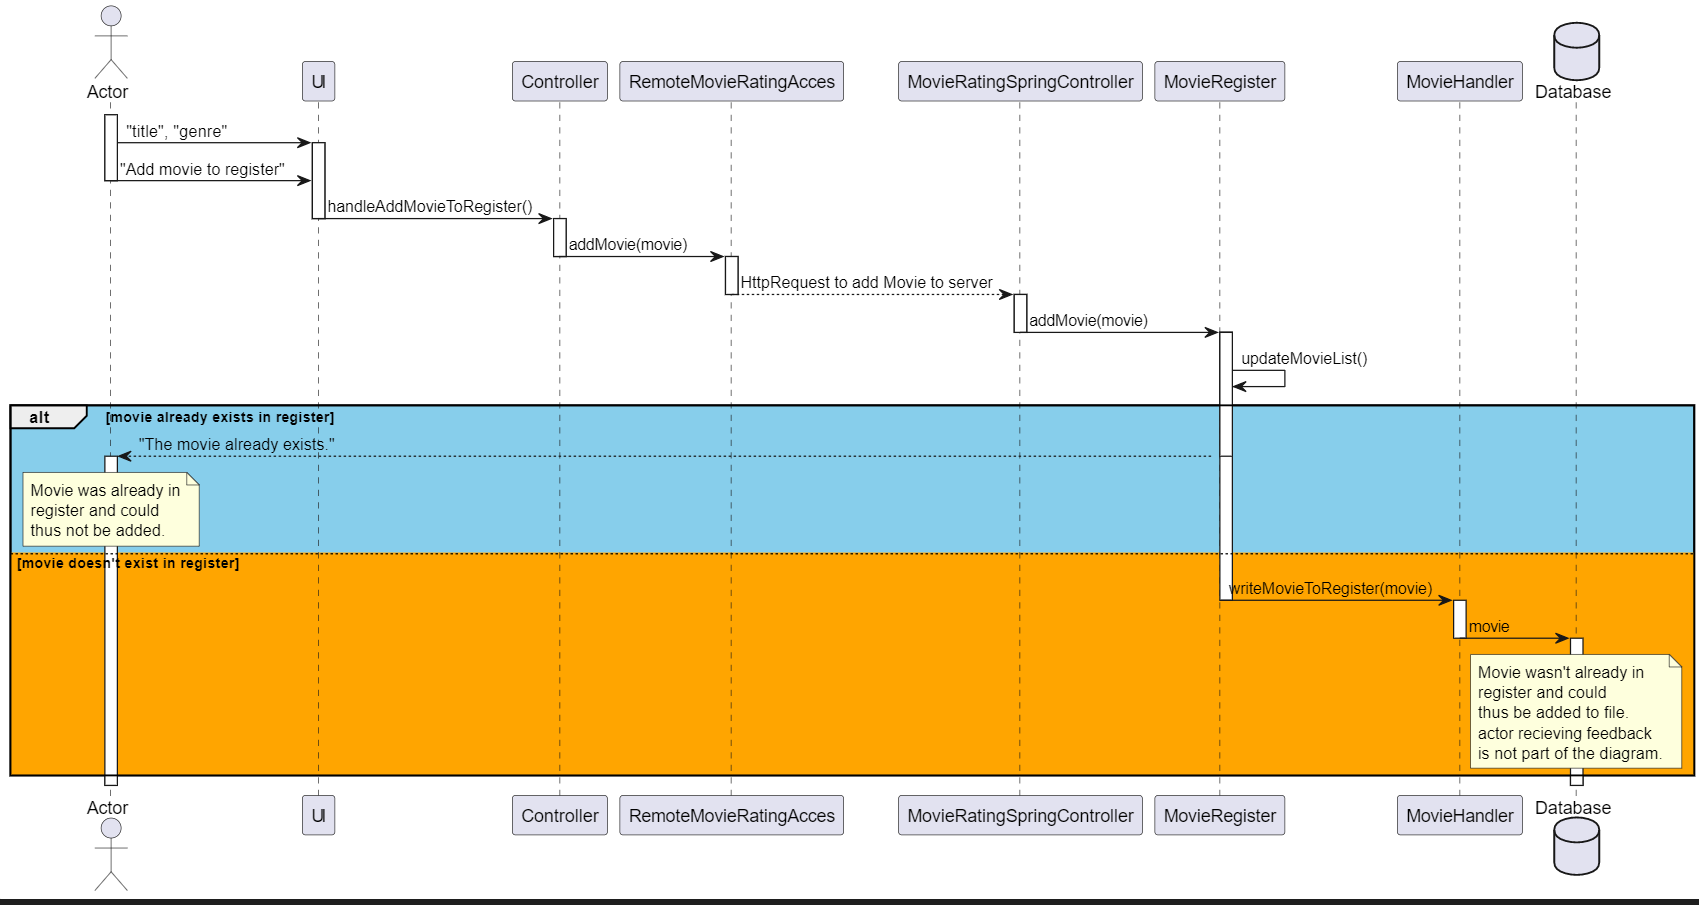 Actor
UI
Controller
RemoteMovieRatingAcces
MovieRatingSpringController
MovieRegister
MovieHandler
Database
"title", "genre"
"Add movie to register"
handleAddMovieToRegister()
addMovie(movie)
HttpRequest to add Movie to server
addMovie(movie)
updateMovieList()
alt
[movie already exists in register]
"The movie already exists."
Movie was already in
register and could
thus not be added.
[movie doesn't exist in register]
writeMovieToRegister(movie)
movie
Movie wasn't already in
register and could
thus be added to file.
actor recieving feedback
is not part of the diagram.
Actor
UI
Controller
RemoteMovieRatingAcces
MovieRatingSpringController
MovieRegister
MovieHandler
Database